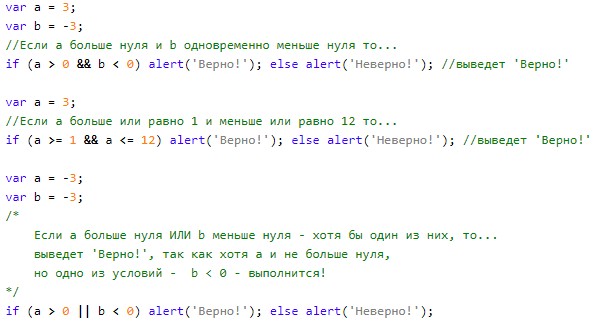 var a = 3;
var b = -3;
//Если a больше нуля и b одновременно меньше нуля то...
if (a > 0 && b < 0) alert('Верно!'); else alert('Неверно!'); //выведет 'Верно!'
var a = 3;
//Если a больше или равно 1 и меньше или равно 12 то...
if (a >= 1 && a <= 12) alert('Верно!'); else alert('Неверно!'); //выведет 'Верно!'
var a = -3;
var b = -3;
/*
Если a больше нуля ИЛИ b меньше нуля - хотя бы один из них, то...
выведет 'Верно!', так как хотя a и не больше нуля,
но одно из условий -  b < 0 - выполнится!
*/
if (a > 0 || b < 0) alert('Верно!'); else alert('Неверно!');